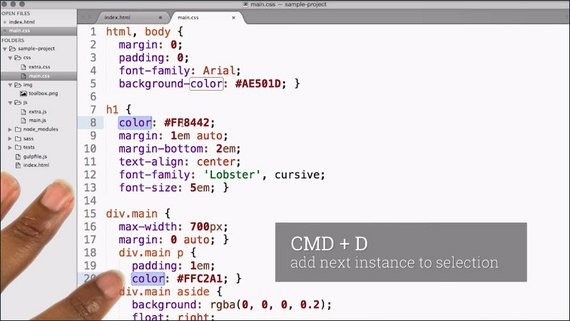 main.css — sample-project
OPEN FILES
index.html
main.css
FOLDERS
sample-project
css
extra.css
main.css
img
toolbox.png
js
extra.js
main.js
node_modules
sass
tests
gulpfile.js
index.html
index.html
main.css
1 html, body {
2 margin: 0;
3 padding: 0;
4 font-family: Arial;
5 background-color: #AE501D; }
6
7 h1 {
8 color: #FF8442;
9 margin: 1em auto;
10 margin-bottom: 2em;
11 text-align: center;
12 font-family: 'Lobster', cursive;
13 font-size: 5em; }
14
15 div.main {
16 max-width: 700px;
17 margin: 0 auto; }
18 div.main p {
19 padding: 1em;
20 color: #FFC2A1; }
div.main aside {
background: rgba(0, 0, 0, 0.2);
float: right;
CMD + D
add next instance to selection